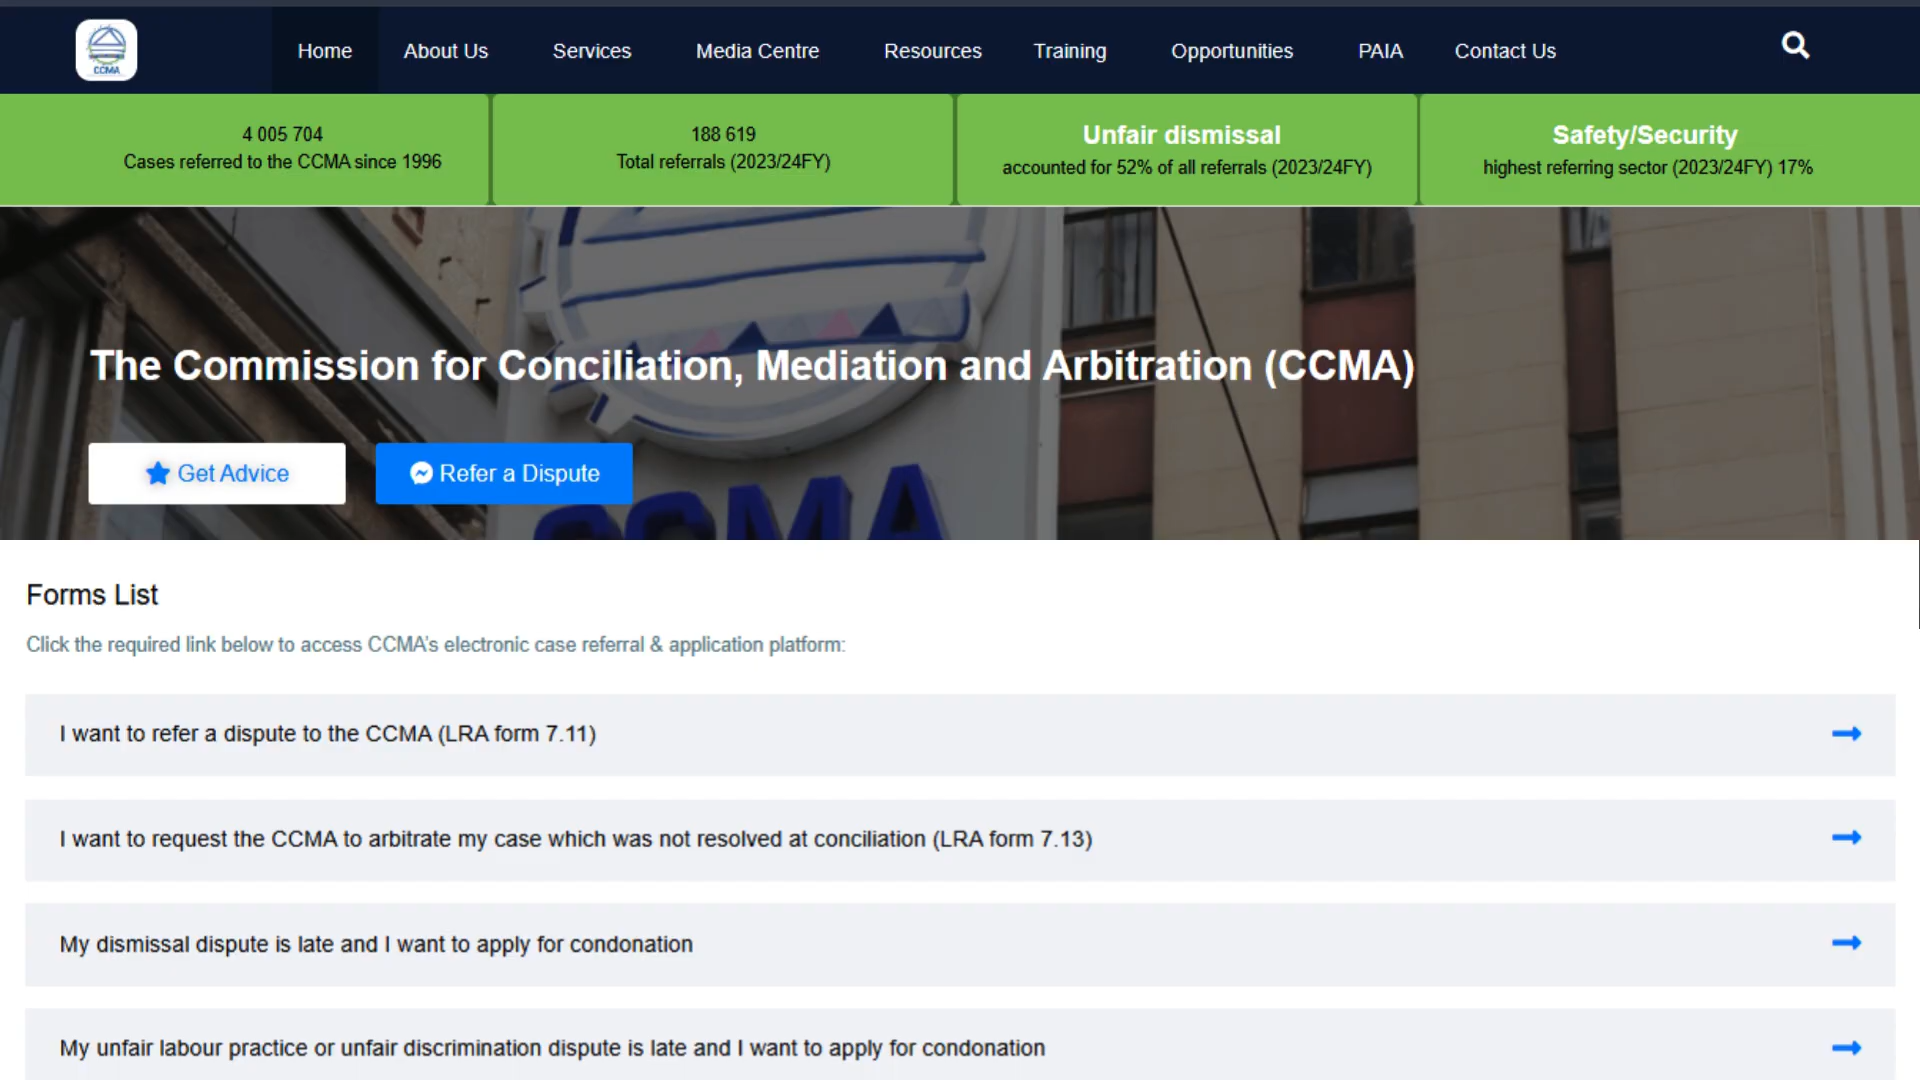 CCMA
Home About Us Services Media Centre Resources Training Opportunities PAIA Contact Us
4 005 704
Cases referred to the CCMA since 1996
188 619
Total referrals (2023/24FY)
Unfair dismissal
accounted for 52% of all referrals (2023/24FY)
Safety/Security
highest referring sector (2023/24FY) 17%
The Commission for Conciliation, Mediation and Arbitration (CCMA)
Get Advice Refer a Dispute
CCMA
Forms List
Click the required link below to access CCMA's electronic case referral & application platform:
I want to refer a dispute to the CCMA (LRA form 7.11)
I want to request the CCMA to arbitrate my case which was not resolved at conciliation (LRA form 7.13)
My dismissal dispute is late and I want to apply for condonation
My unfair labour practice or unfair discrimination dispute is late and I want to apply for condonation